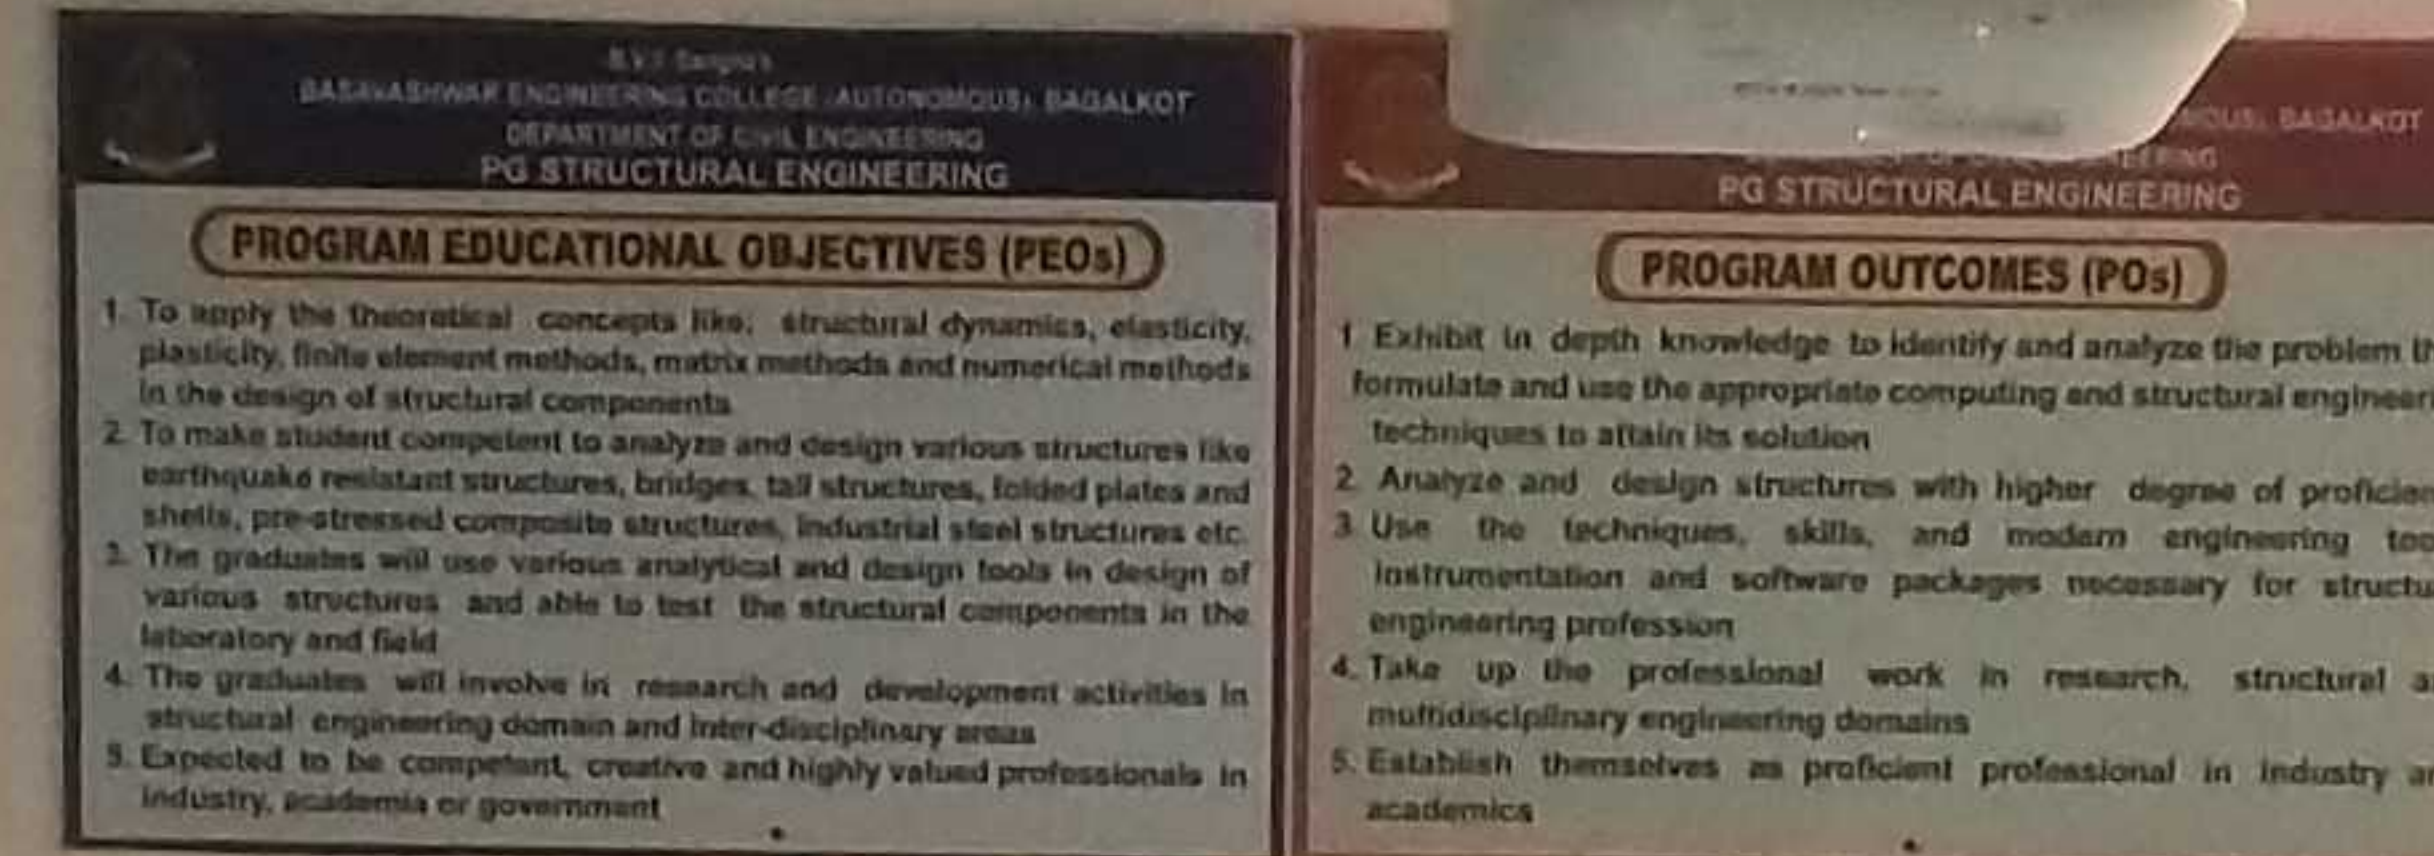 B.V.V. Sangha's
BASAVASHWAR ENGINEERING COLLEGE (AUTONOMOUS), BAGALKOT
DEPARTMENT OF CIVIL ENGINEERING
PG STRUCTURAL ENGINEERING
PROGRAM EDUCATIONAL OBJECTIVES (PEOs)
1. To apply the theoretical concepts like; structural dynamics, elasticity,
plasticity, finite element methods, matrix methods and numerical methods
in the design of structural components
2. To make student competent to analyze and design various structures like
earthquake resistant structures, bridges, tall structures, folded plates and
shells, pre-stressed composite structures, industrial steel structures etc.
3. The graduates will use various analytical and design tools in design of
various structures and able to test the structural components in the
laboratory and field
4. The graduates will involve in research and development activities in
structural engineering domain and inter-disciplinary areas
5. Expected to be competent, creative and highly valued professionals in
industry, academia or government
MOUS), BAGALKOT
OF CIVIL ENGINEERING
PG STRUCTURAL ENGINEERING
PROGRAM OUTCOMES (POs)
1 Exhibit in depth knowledge to identify and analyze the problem th
formulate and use the appropriate computing and structural engineer
techniques to attain its solution
2. Analyze and design structures with higher degree of proficien
3. Use the techniques, skills, and modern engineering too
instrumentation and software packages necessary for structu
engineering profession
4. Take up the professional work in research, structural a
multidisciplinary engineering domains
5. Establish themselves as proficient professional in industry a
academics